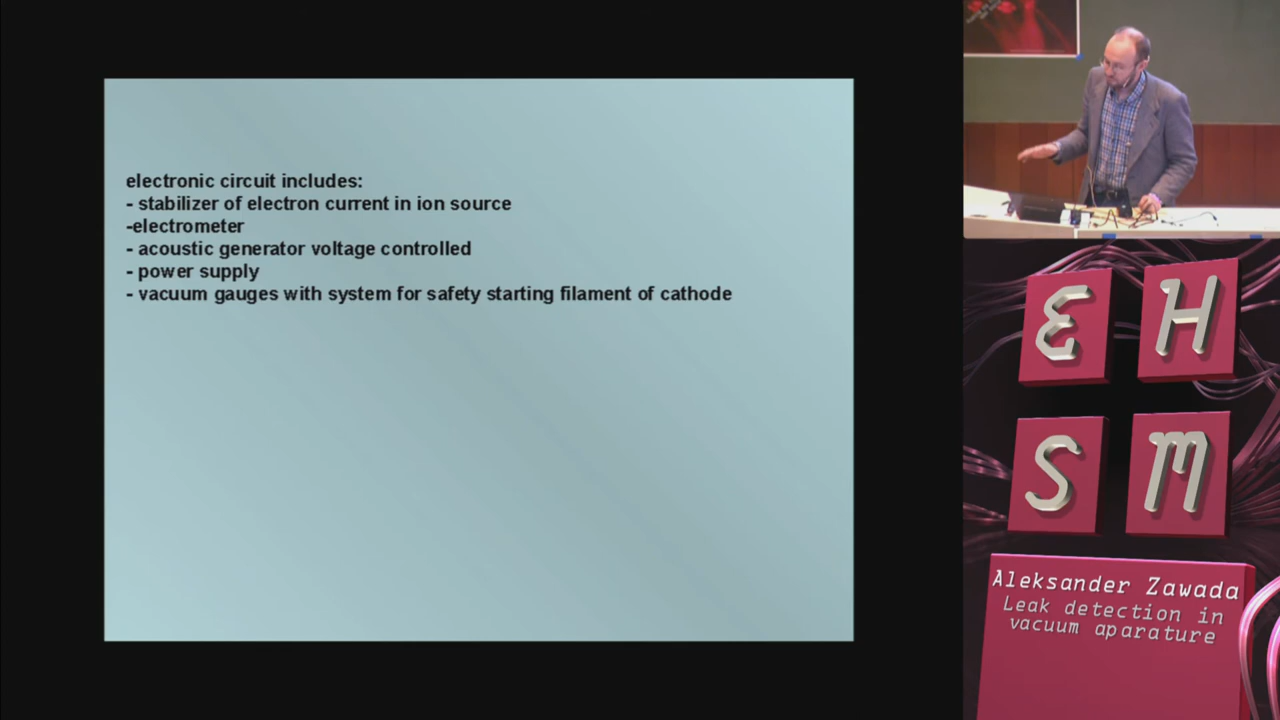 electronic circuit includes:
- stabilizer of electron current in ion source
-electrometer
- acoustic generator voltage controlled
- power supply
- vacuum gauges with system for safety starting filament of cathode
E H
S M
Aleksander Zawada
Leak detection in
vacuum aparature